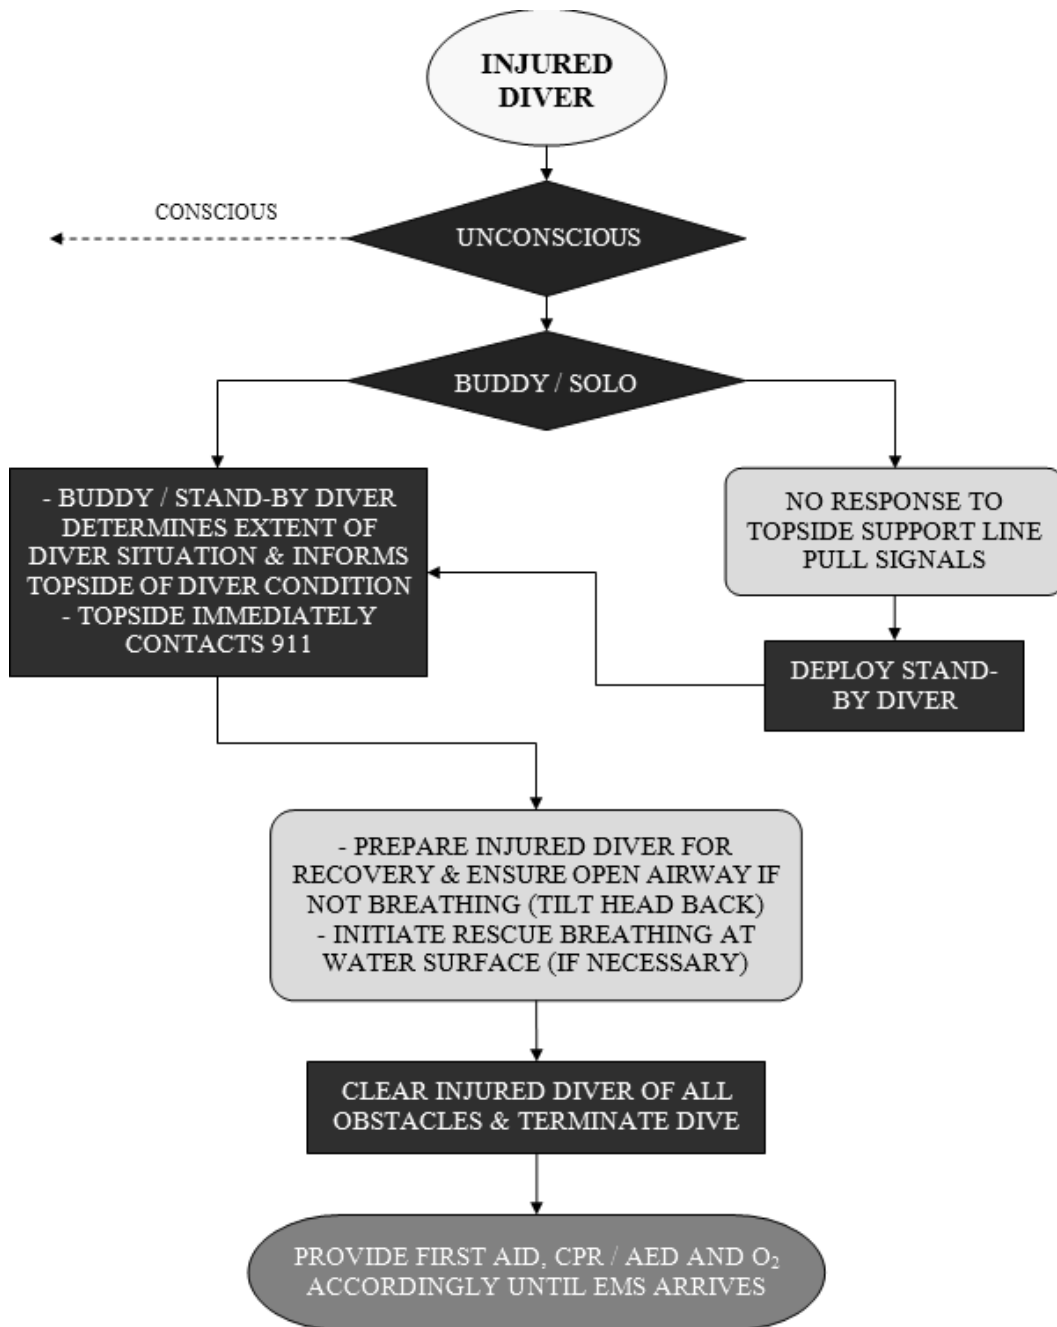 INJURED
DIVER
CONSCIOUS
UNCONSCIOUS
BUDDY / SOLO
- BUDDY / STAND-BY DIVER
DETERMINES EXTENT OF
DIVER SITUATION & INFORMS
TOPSIDE OF DIVER CONDITION
- TOPSIDE IMMEDIATELY
CONTACTS 911
NO RESPONSE TO
TOPSIDE SUPPORT LINE
PULL SIGNALS
DEPLOY STAND-
BY DIVER
- PREPARE INJURED DIVER FOR
RECOVERY & ENSURE OPEN AIRWAY IF
NOT BREATHING (TILT HEAD BACK)
- INITIATE RESCUE BREATHING AT
WATER SURFACE (IF NECESSARY)
CLEAR INJURED DIVER OF ALL
OBSTACLES & TERMINATE DIVE
PROVIDE FIRST AID, CPR / AED AND O₂
ACCORDINGLY UNTIL EMS ARRIVES